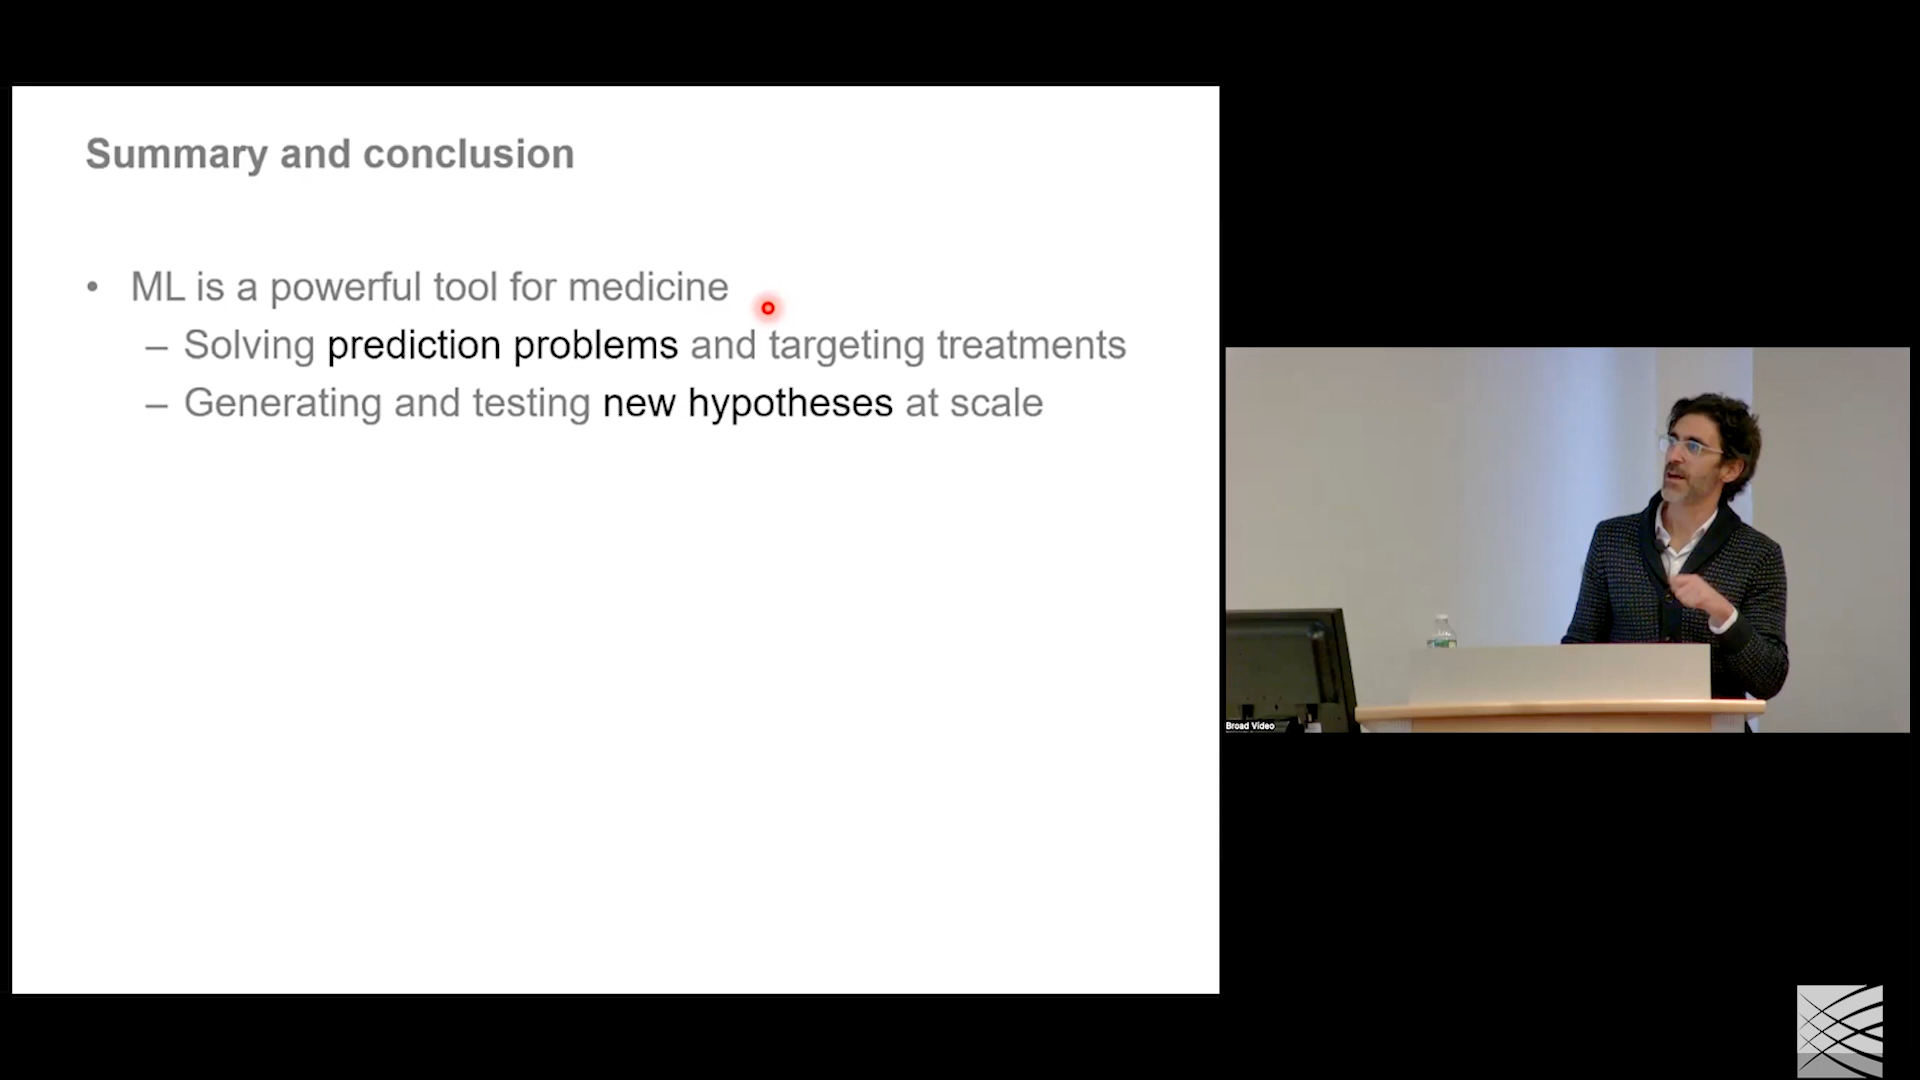 Summary and conclusion
• ML is a powerful tool for medicine
– Solving prediction problems and targeting treatments
– Generating and testing new hypotheses at scale
Broad Video